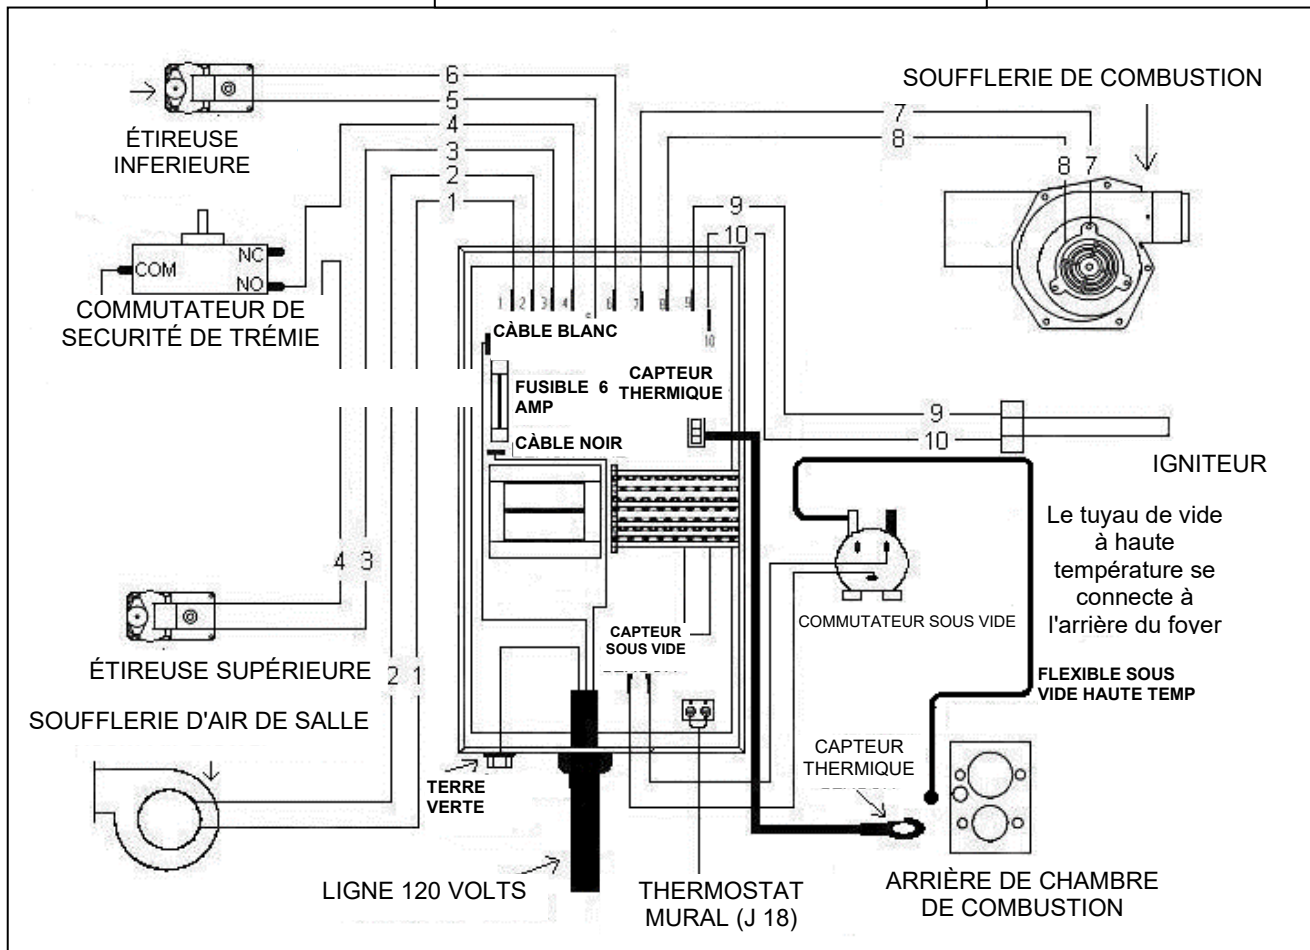 6
5
4
3
2
1
ÉTIREUSE
INFERIEURE
SOUFFLERIE DE COMBUSTION
7
8
8 7
9
10
COM
NC
NO
COMMUTATEUR DE
SECURITÉ DE TRÉMIE
1 2 3 4 6 7 8 9
10
CÀBLE BLANC
FUSIBLE 6
AMP
CÀBLE NOIR
CAPTEUR
THERMIQUE
9
10
IGNITEUR
Le tuyau de vide
à haute
température se
connecte à
l'arrière du foyer
COMMUTATEUR SOUS VIDE
FLEXIBLE SOUS
VIDE HAUTE TEMP
4 3
ÉTIREUSE SUPÉRIEURE
2 1
SOUFFLERIE D'AIR DE SALLE
CAPTEUR
SOUS VIDE
CAPTEUR
THERMIQUE
TERRE
VERTE
LIGNE 120 VOLTS
THERMOSTAT
MURAL (J 18)
ARRIÈRE DE CHAMBRE
DE COMBUSTION